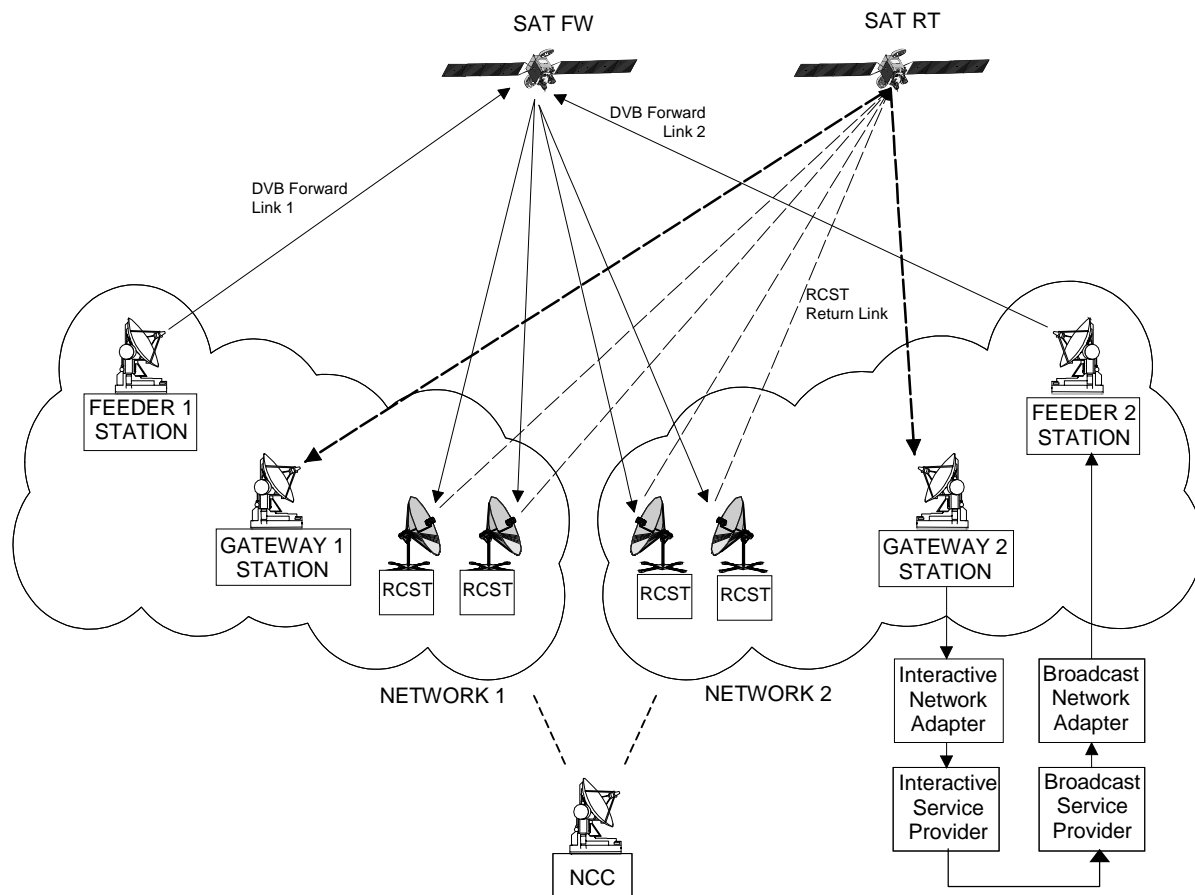 SAT FW
SAT RT
DVB Forward
Link 2
DVB Forward
Link 1
RCST
Return Link
FEEDER 1
STATION
FEEDER 2
STATION
GATEWAY 1
STATION
RCST
RCST
RCST
RCST
GATEWAY 2
STATION
NETWORK 1
NETWORK 2
Interactive
Network
Adapter
Broadcast
Network
Adapter
Interactive
Service
Provider
Broadcast
Service
Provider
NCC